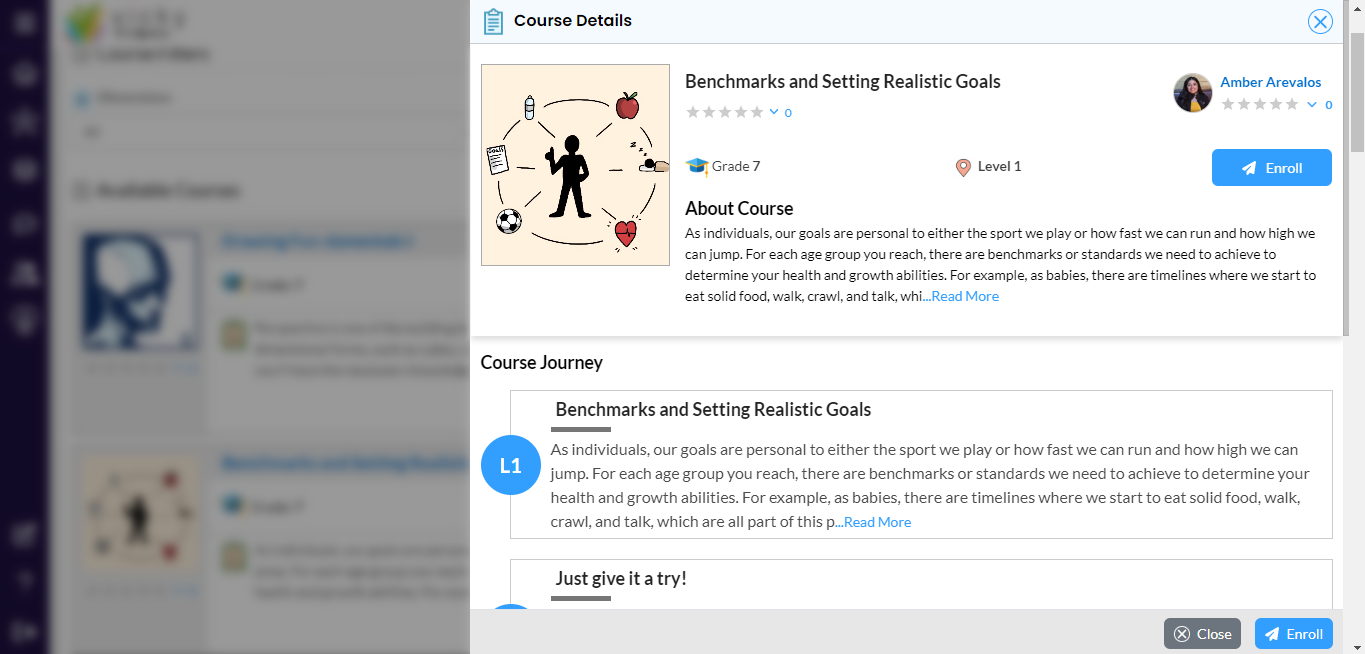 Course Details
Benchmarks and Setting Realistic Goals
0
Amber Arevalos
0
Grade 7
Level 1
Enroll
About Course
As individuals, our goals are personal to either the sport we play or how fast we can run and how high we
can jump. For each age group you reach, there are benchmarks or standards we need to achieve to
determine your health and growth abilities. For example, as babies, there are timelines where we start to
eat solid food, walk, crawl, and talk, whi...Read More
GOALS
z z z
Course Journey
Benchmarks and Setting Realistic Goals
L1
As individuals, our goals are personal to either the sport we play or how fast we can run and how high we can
jump. For each age group you reach, there are benchmarks or standards we need to achieve to determine your
health and growth abilities. For example, as babies, there are timelines where we start to eat solid food, walk,
crawl, and talk, which are all part of this p...Read More
Just give it a try!
Close
Enroll
Available Courses